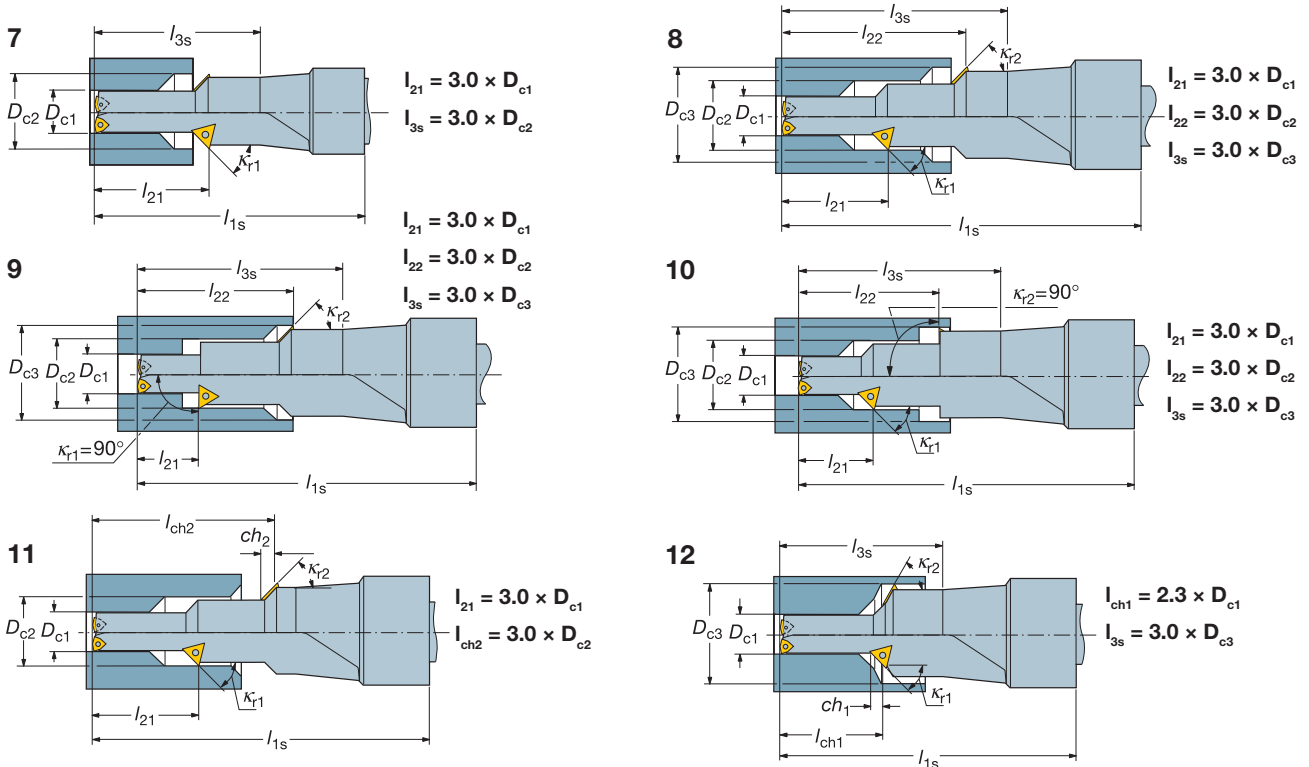 7
l3s
Dc2
Dc1
κr1
l21
l1s
l21 = 3.0 × Dc1
l3s = 3.0 × Dc2
8
l3s
l22
κr2
Dc3
Dc2
Dc1
κr1
l21
l1s
l21 = 3.0 × Dc1
l22 = 3.0 × Dc2
l3s = 3.0 × Dc3
9
l21 = 3.0 × Dc1
l22 = 3.0 × Dc2
l3s = 3.0 × Dc3
l3s
l22
κr2
Dc3
Dc2
Dc1
κr1=90°
l21
l1s
10
l3s
l22
κr2=90°
Dc3
Dc2
Dc1
κr1
l21
l1s
l21 = 3.0 × Dc1
l22 = 3.0 × Dc2
l3s = 3.0 × Dc3
11
lch2
ch2
κr2
Dc2
Dc1
κr1
l21
l1s
l21 = 3.0 × Dc1
lch2 = 3.0 × Dc2
12
l3s
κr2
Dc3
Dc1
κr1
ch1
lch1
l1s
lch1 = 2.3 × Dc1
l3s = 3.0 × Dc3